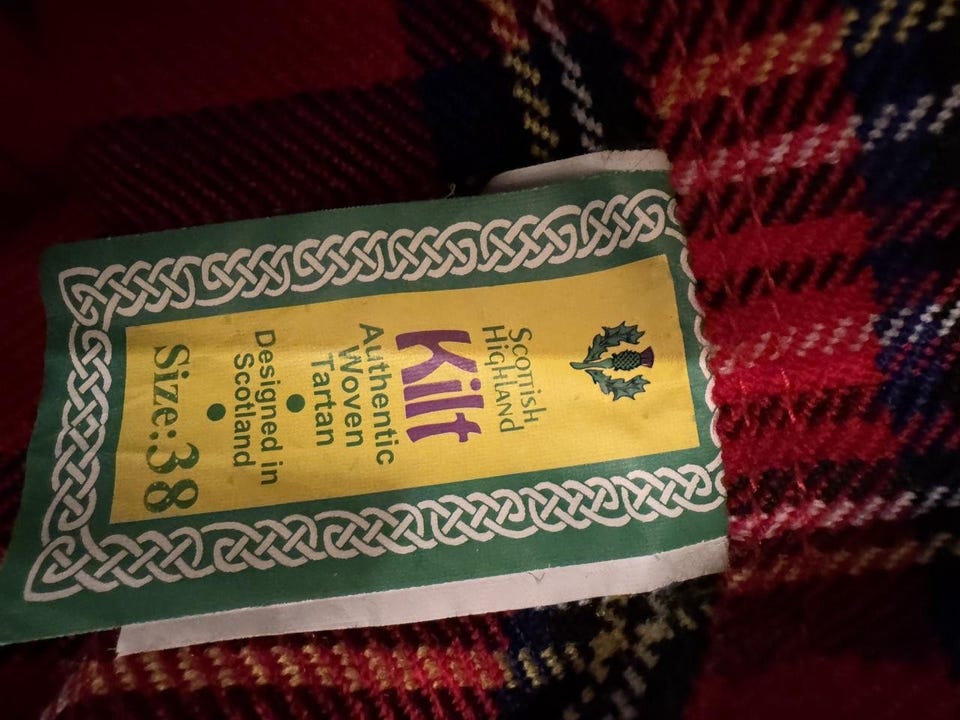 Scottish
Highland
Kilt
Authentic
Woven
Tartan
Designed in
Scotland
Size:38